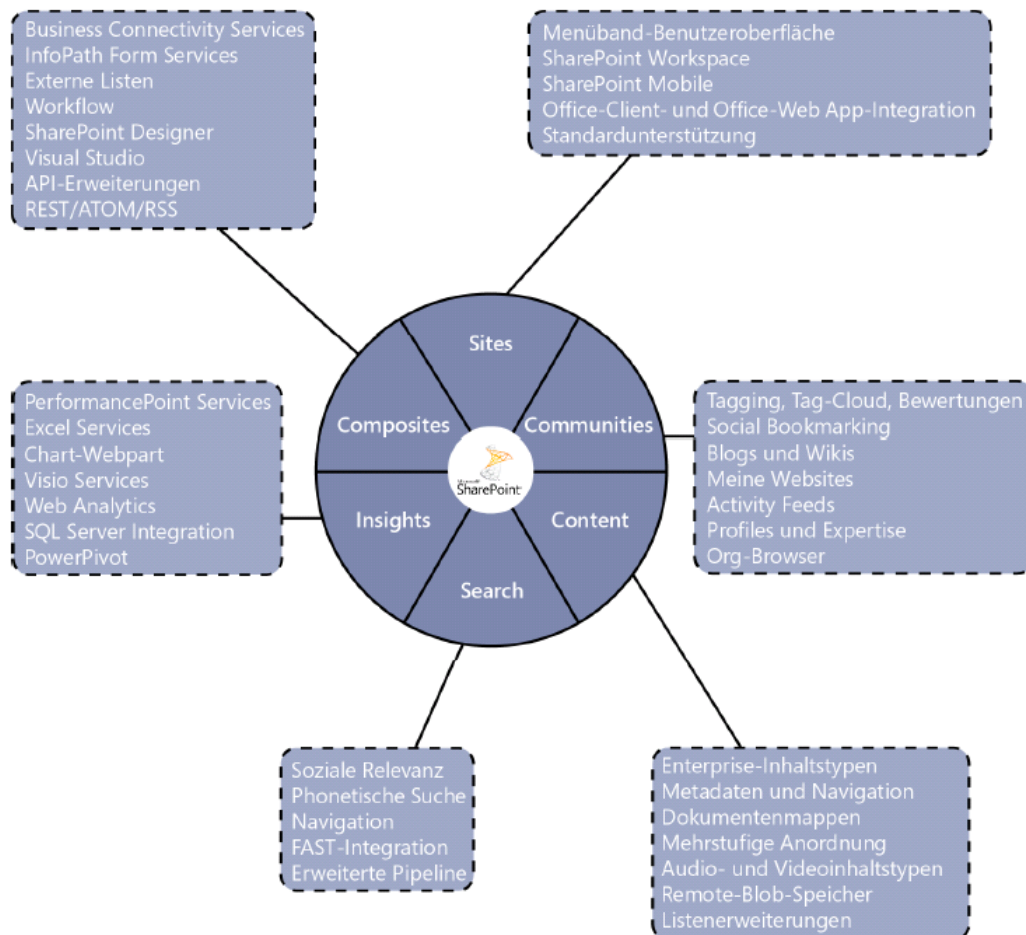 Business Connectivity Services
InfoPath Form Services
Externe Listen
Workflow
SharePoint Designer
Visual Studio
API-Erweiterungen
REST/ATOM/RSS
Menüband-Benutzeroberfläche
SharePoint Workspace
SharePoint Mobile
Office-Client- und Office-Web App-Integration
Standardunterstützung
Sites
Composites
Communities
Microsoft
SharePoint
Insights
Content
Search
PerformancePoint Services
Excel Services
Chart-Webpart
Visio Services
Web Analytics
SQL Server Integration
PowerPivot
Tagging, Tag-Cloud, Bewertungen
Social Bookmarking
Blogs und Wikis
Meine Websites
Activity Feeds
Profiles und Expertise
Org-Browser
Soziale Relevanz
Phonetische Suche
Navigation
FAST-Integration
Erweiterte Pipeline
Enterprise-Inhaltstypen
Metadaten und Navigation
Dokumentenmappen
Mehrstufige Anordnung
Audio- und Videoinhaltstypen
Remote-Blob-Speicher
Listenerweiterungen